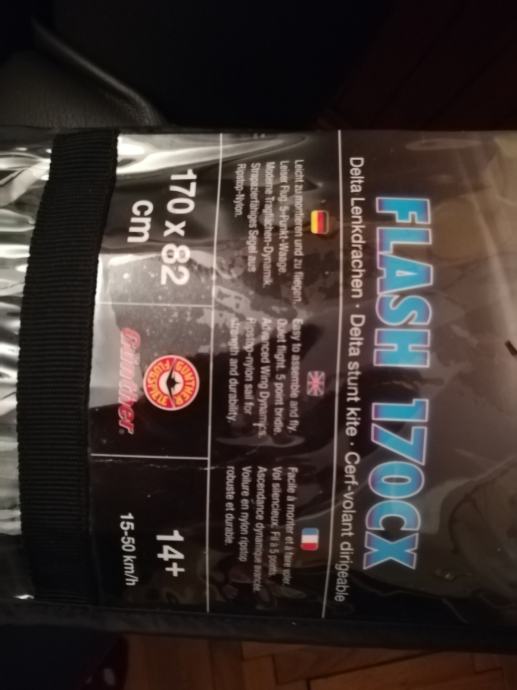 FLASH 170CX
Delta Lenkdrachen · Delta stunt kite · Cerf-volant dirigeable
Leicht zu montieren und zu fliegen.
Leiser Flug. 5-Punkt-Waage.
Moderne Tragflächen-Dynamik.
Strapazierfähiges Segel aus
Ripstop-Nylon.
Easy to assemble and fly.
Quiet flight. 5 point bridle.
Advanced Wing Dynamics.
Ripstop-nylon sail for
strength and durability.
Facile à monter et à faire voler.
Vol silencieux. Fil à 5 points.
Ascendance dynamique
Voilure en nylon ripstop
robuste et durable.
170 x 82
cm
GÜNTHER
FLUGSPIELE
Günther
14+
15-50 km/h